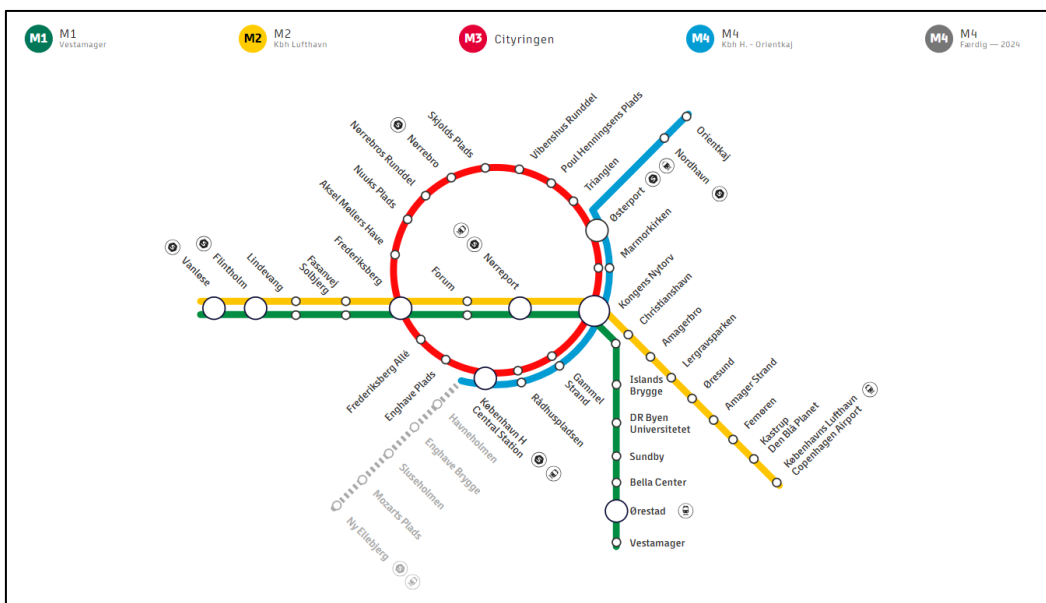 M1
M1
Vestamager
M2
M2
Kbh Lufthavn
M3
Cityringen
M4
M4
Kbh H. - Orientkaj
M4
M4
Færdig — 2024
Vanløse
Flintholm
Lindevang
Fasanvej
Solbjerg
Frederiksberg
Aksel Møllers Have
Nuuks Plads
Nørrebros Runddel
Nørrebro
Skjolds Plads
Vibenshus Runddel
Poul Henningsens Plads
Trianglen
Østerport
Nordhavn
Orientkaj
Marmorkirken
Kongens Nytorv
Forum
Nørreport
Christianshavn
Amagerbro
Lergravsparken
Øresund
Amager Strand
Femøren
Kastrup
Den Blå Planet
Københavns Lufthavn
Copenhagen Airport
Islands
Brygge
DR Byen
Universitetet
Sundby
Bella Center
Ørestad
Vestamager
Gammel
Strand
Rådhuspladsen
København H
Central Station
Enghave Plads
Frederiksberg Allé
Havneholmen
Enghave Brygge
Sluseholmen
Mozarts Plads
Ny Ellebjerg